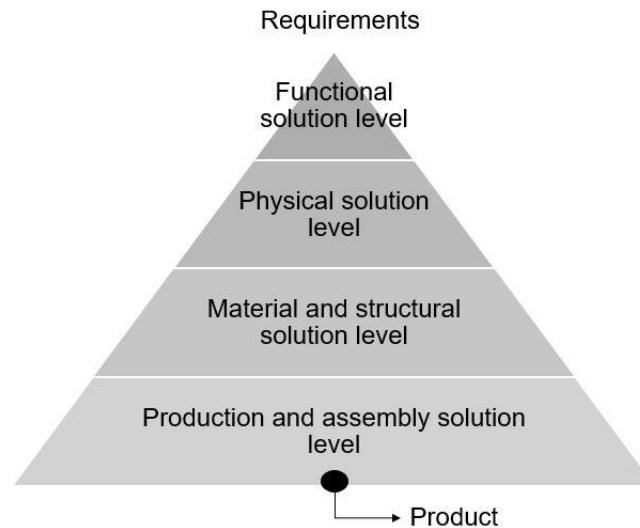 Requirements
Functional
solution level
Physical solution
level
Material and structural
solution level
Production and assembly solution
level
Product